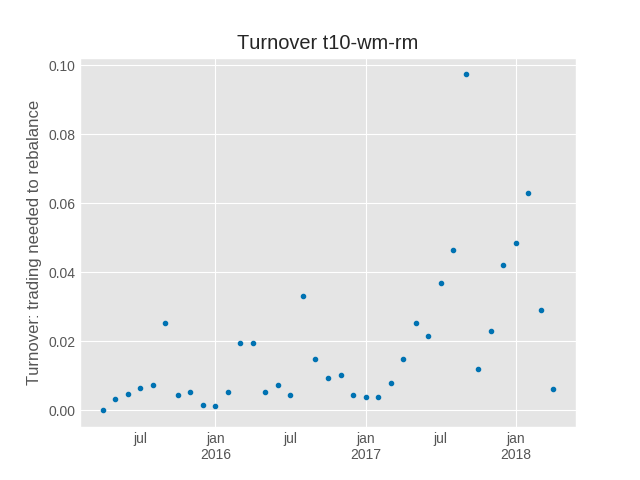 Turnover t10-wm-rm
Turnover: trading needed to rebalance
0.10
0.08
0.06
0.04
0.02
0.00
jul
jan
2016
jul
jan
2017
jul
jan
2018